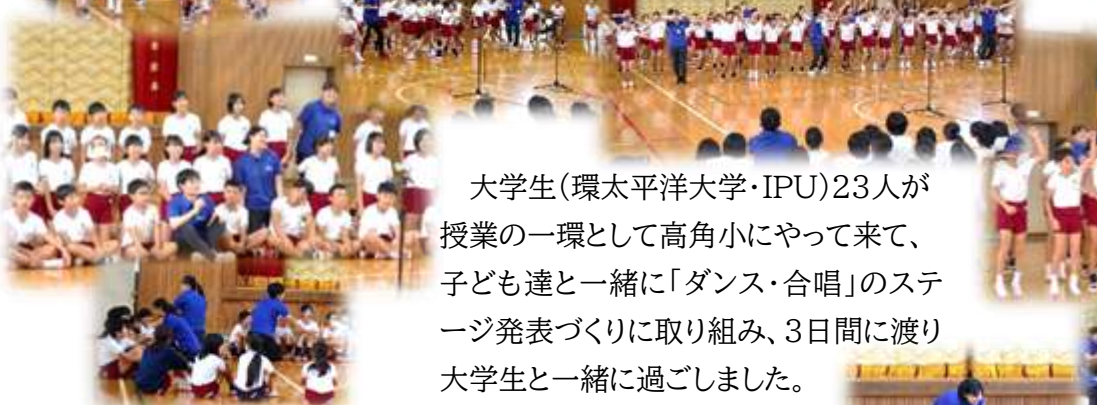 大学生(環太平洋大学・IPU)23人が
授業の一環として高角小にやって来て、
子ども達と一緒に「ダンス・合唱」のステ
ージ発表づくりに取り組み、3日間に渡り
大学生と一緒に過ごしました。